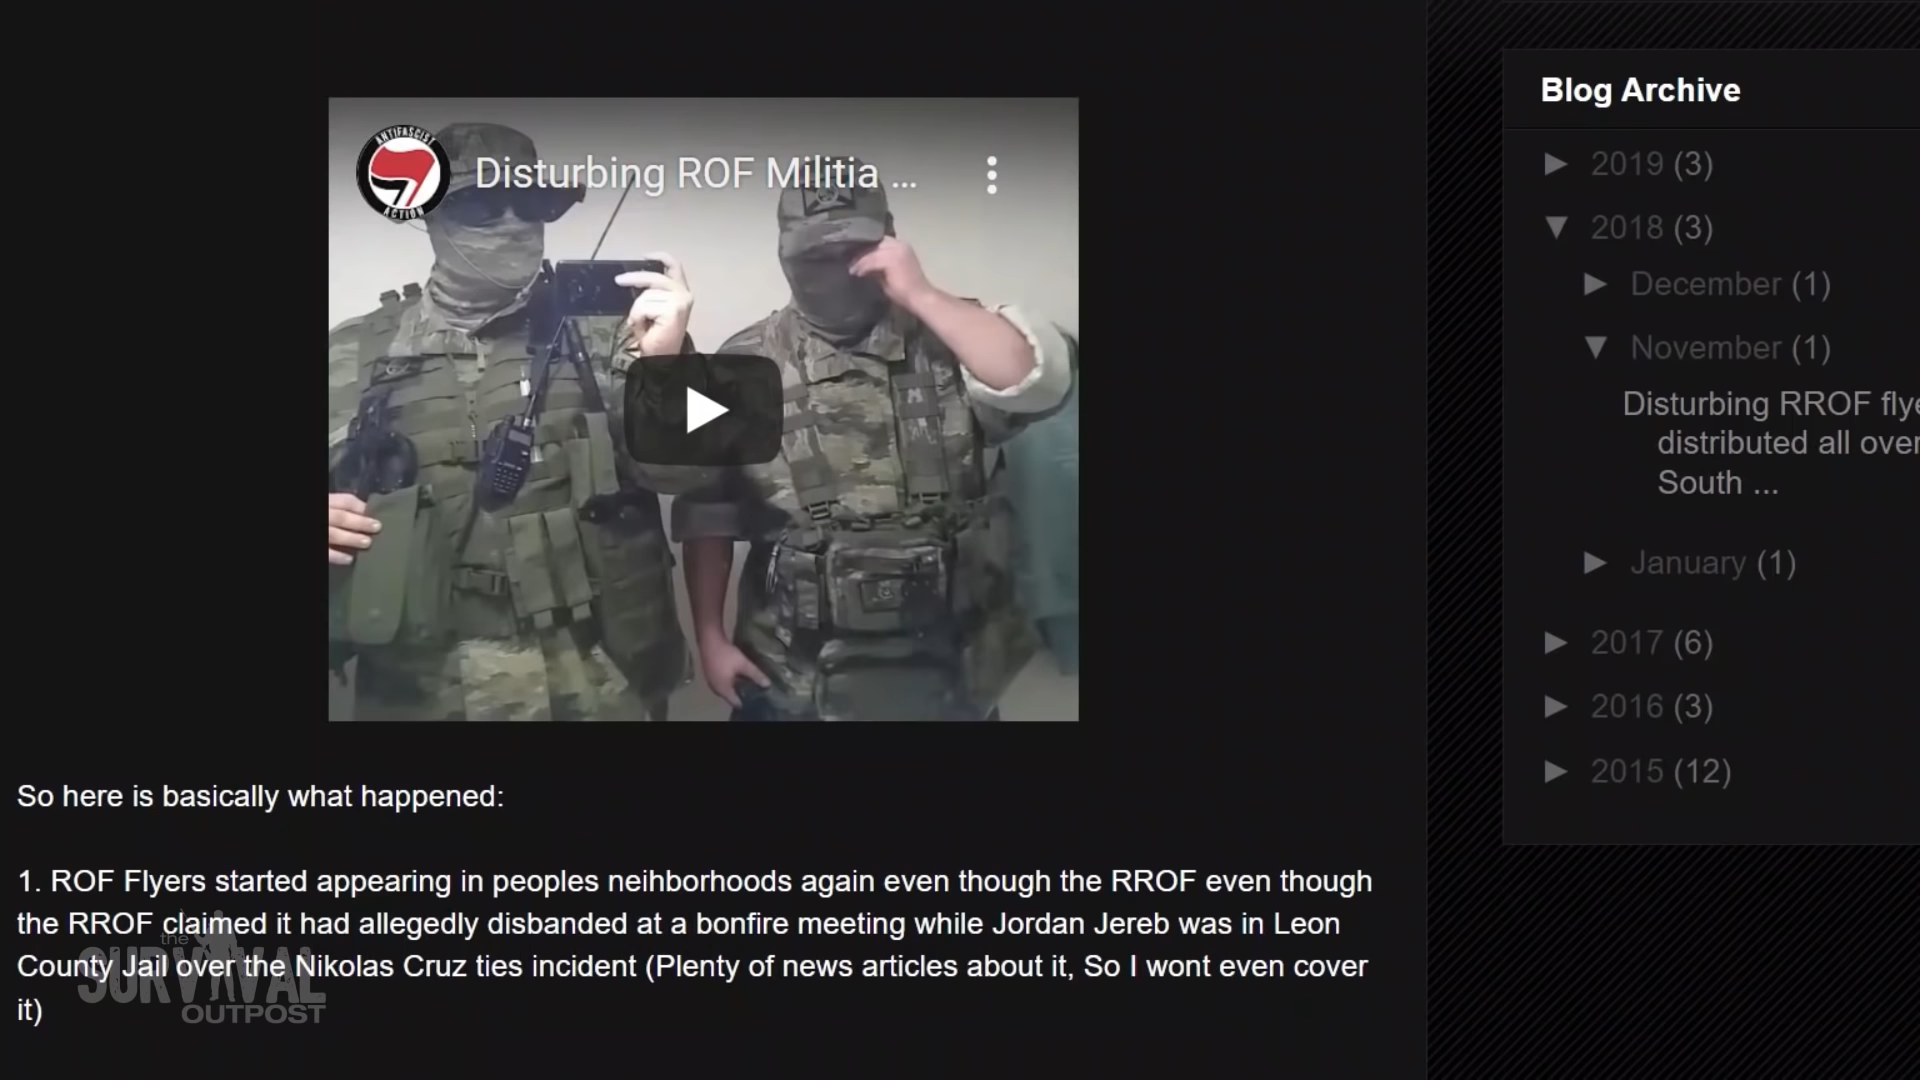 ANTIFASCIST
ACTION
Disturbing ROF Militia ...
So here is basically what happened:
1. ROF Flyers started appearing in peoples neihborhoods again even though the RROF even though
the RROF claimed it had allegedly disbanded at a bonfire meeting while Jordan Jereb was in Leon
County Jail over the Nikolas Cruz ties incident (Plenty of news articles about it, So I wont even cover
it)
the
SURVIVAL
OUTPOST
Blog Archive
► 2019 (3)
▼ 2018 (3)
► December (1)
▼ November (1)
Disturbing RROF flye
distributed all over
South ...
► January (1)
► 2017 (6)
► 2016 (3)
► 2015 (12)